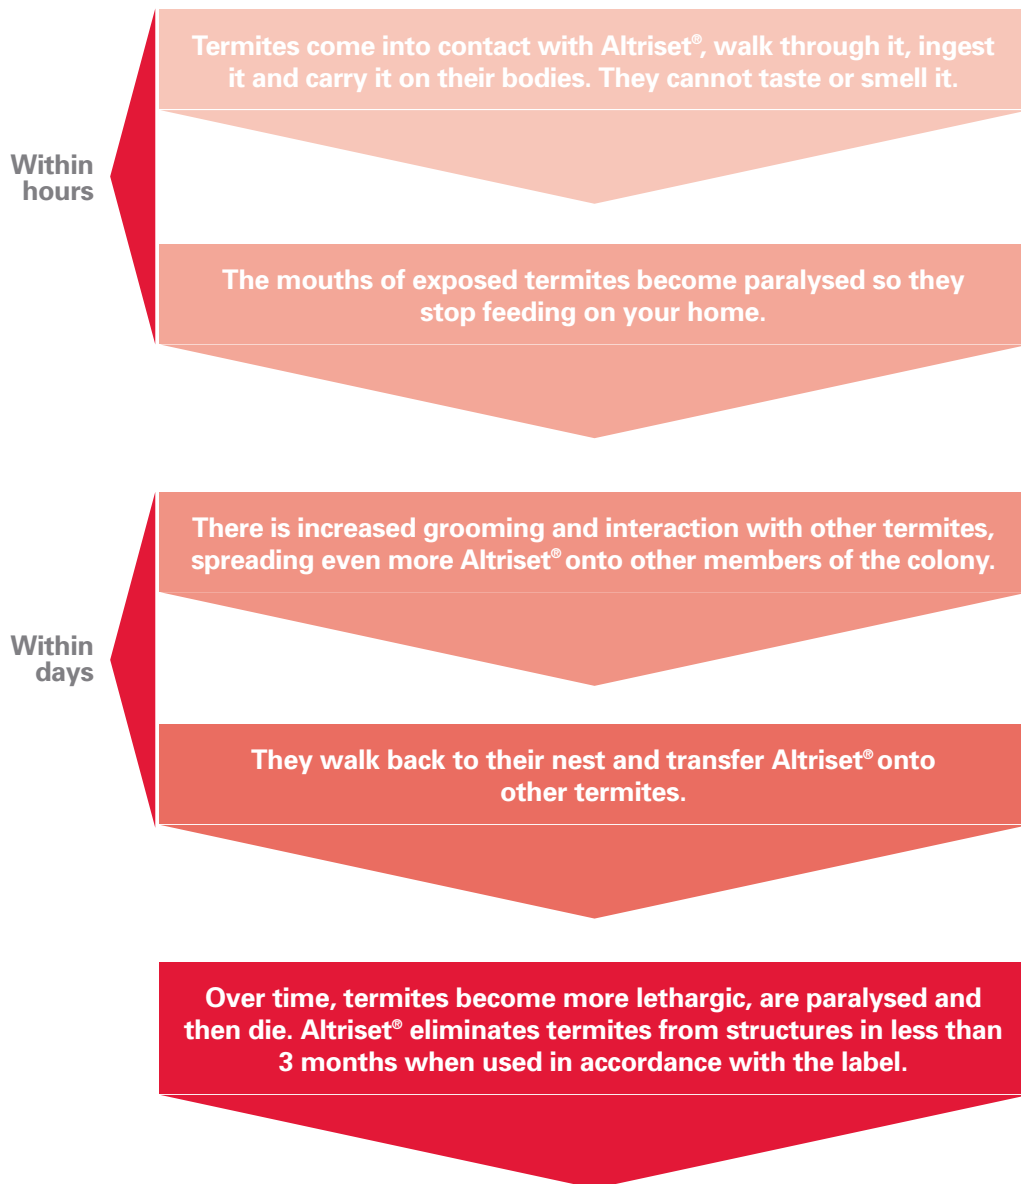 Termites come into contact with Altriset®, walk through it, ingest
it and carry it on their bodies. They cannot taste or smell it.
Within
hours
The mouths of exposed termites become paralysed so they
stop feeding on your home.
There is increased grooming and interaction with other termites,
spreading even more Altriset® onto other members of the colony.
Within
days
They walk back to their nest and transfer Altriset® onto
other termites.
Over time, termites become more lethargic, are paralysed and
then die. Altriset® eliminates termites from structures in less than
3 months when used in accordance with the label.